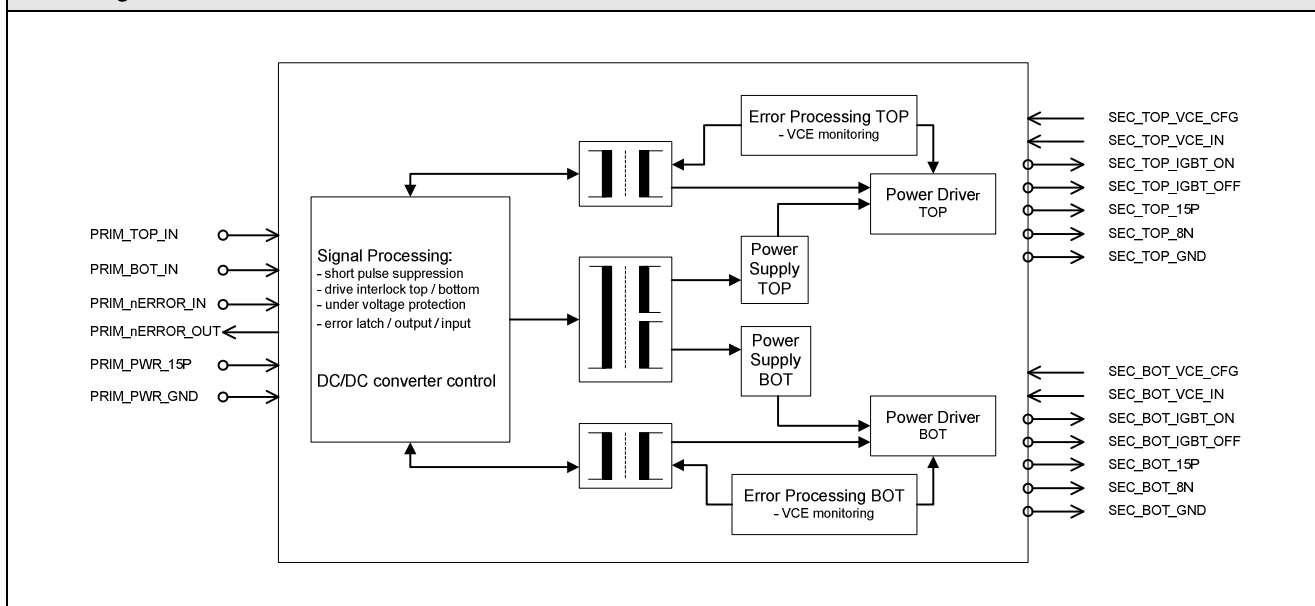 PRIM_TOP_IN
PRIM_BOT_IN
PRIM_nERROR_IN
PRIM_nERROR_OUT
PRIM_PWR_15P
PRIM_PWR_GND
Signal Processing:
- short pulse suppression
- drive interlock top / bottom
- under voltage protection
- error latch / output / input
DC/DC converter control
Error Processing TOP
- VCE monitoring
Power Driver
TOP
Power
Supply
TOP
Power
Supply
BOT
Power Driver
BOT
Error Processing BOT
- VCE monitoring
SEC_TOP_VCE_CFG
SEC_TOP_VCE_IN
SEC_TOP_IGBT_ON
SEC_TOP_IGBT_OFF
SEC_TOP_15P
SEC_TOP_8N
SEC_TOP_GND
SEC_BOT_VCE_CFG
SEC_BOT_VCE_IN
SEC_BOT_IGBT_ON
SEC_BOT_IGBT_OFF
SEC_BOT_15P
SEC_BOT_8N
SEC_BOT_GND